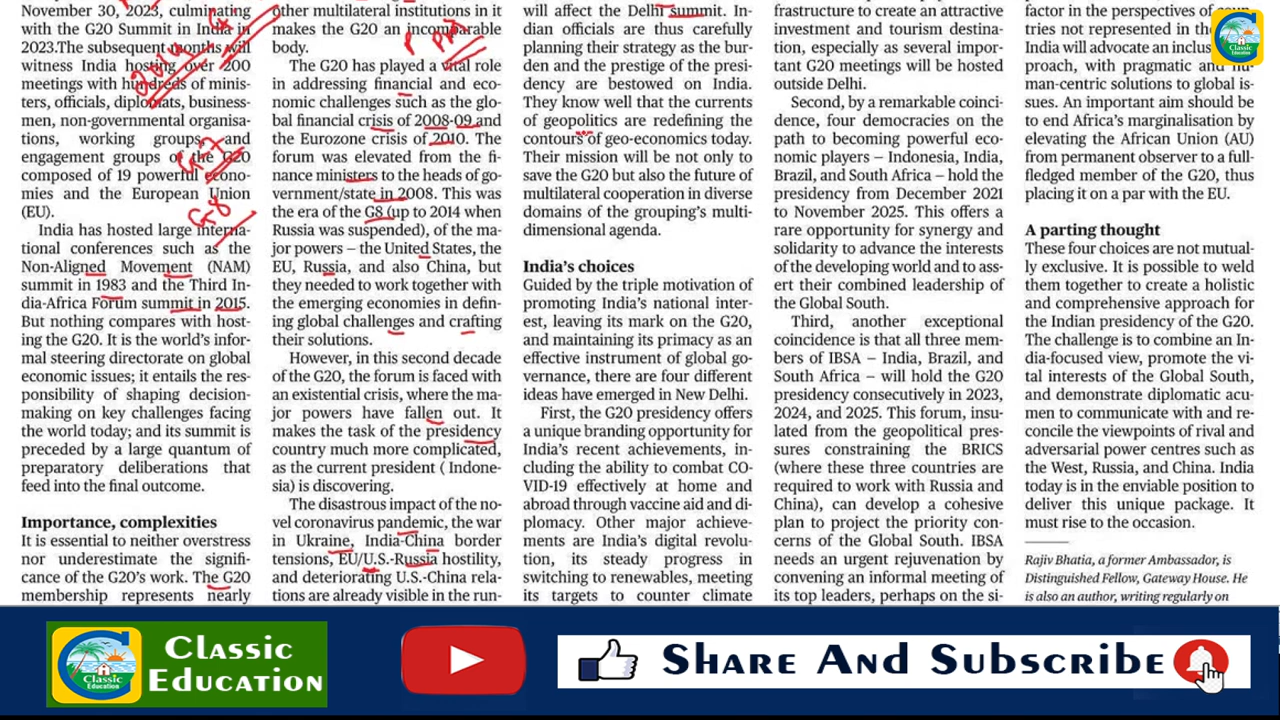 November 30, 2023, culminating
with the G20 Summit in India in
2023.The subsequent months will
witness India hosting over 200
meetings with hundreds of minis-
ters, officials, diplomats, business-
men, non-governmental organisa-
tions, working groups and
engagement groups of the G20
composed of 19 powerful econo-
mies and the European Union
(EU).
India has hosted large interna-
tional conferences such as the
Non-Aligned Movement (NAM)
summit in 1983 and the Third In-
dia-Africa Forum summit in 2015.
But nothing compares with host-
ing the G20. It is the world's infor-
mal steering directorate on global
economic issues; it entails the res-
ponsibility of shaping decision-
making on key challenges facing
the world today; and its summit is
preceded by a large quantum of
preparatory deliberations that
feed into the final outcome.
Importance, complexities
It is essential to neither overstress
nor underestimate the signifi-
cance of the G20's work. The G20
membership represents nearly
other multilateral institutions in it
makes the G20 an incomparable
body.
The G20 has played a vital role
in addressing financial and eco-
nomic challenges such as the glo-
bal financial crisis of 2008-09 and
the Eurozone crisis of 2010. The
forum was elevated from the fi-
nance ministers to the heads of go-
vernment/state in 2008. This was
the era of the G8 (up to 2014 when
Russia was suspended), of the ma-
jor powers – the United States, the
EU, Russia, and also China, but
they needed to work together with
the emerging economies in defin-
ing global challenges and crafting
their solutions.
However, in this second decade
of the G20, the forum is faced with
an existential crisis, where the ma-
jor powers have fallen out. It
makes the task of the presidency
country much more complicated,
as the current president ( Indone-
sia) is discovering.
The disastrous impact of the no-
vel coronavirus pandemic, the war
in Ukraine, India-China border
tensions, EU/U.S.-Russia hostility,
and deteriorating U.S.-China rela-
tions are already visible in the run-
will affect the Delhi summit. In-
dian officials are thus carefully
planning their strategy as the bur-
den and the prestige of the presi-
dency are bestowed on India.
They know well that the currents
of geopolitics are redefining the
contours of geo-economics today.
Their mission will be not only to
save the G20 but also the future of
multilateral cooperation in diverse
domains of the grouping's multi-
dimensional agenda.
India's choices
Guided by the triple motivation of
promoting India's national inter-
est, leaving its mark on the G20,
and maintaining its primacy as an
effective instrument of global go-
vernance, there are four different
ideas have emerged in New Delhi.
First, the G20 presidency offers
a unique branding opportunity for
India's recent achievements, in-
cluding the ability to combat CO-
VID-19 effectively at home and
abroad through vaccine aid and di-
plomacy. Other major achieve-
ments are India's digital revolu-
tion, its steady progress in
switching to renewables, meeting
its targets to counter climate
frastructure to create an attractive
investment and tourism destina-
tion, especially as several impor-
tant G20 meetings will be hosted
outside Delhi.
Second, by a remarkable coinci-
dence, four democracies on the
path to becoming powerful eco-
nomic players – Indonesia, India,
Brazil, and South Africa – hold the
presidency from December 2021
to November 2025. This offers a
rare opportunity for synergy and
solidarity to advance the interests
of the developing world and to ass-
ert their combined leadership of
the Global South.
Third, another exceptional
coincidence is that all three mem-
bers of IBSA – India, Brazil, and
South Africa – will hold the G20
presidency consecutively in 2023,
2024, and 2025. This forum, insu-
lated from the geopolitical pres-
sures constraining the BRICS
(where these three countries are
required to work with Russia and
China), can develop a cohesive
plan to project the priority con-
cerns of the Global South. IBSA
needs an urgent rejuvenation by
convening an informal meeting of
its top leaders, perhaps on the si-
factor in the perspectives of coun-
tries not represented in the
India will advocate an inclus
proach, with pragmatic and hu-
man-centric solutions to global is-
sues. An important aim should be
to end Africa's marginalisation by
elevating the African Union (AU)
from permanent observer to a full-
fledged member of the G20, thus
placing it on a par with the EU.
A parting thought
These four choices are not mutual-
ly exclusive. It is possible to weld
them together to create a holistic
and comprehensive approach for
the Indian presidency of the G20.
The challenge is to combine an In-
dia-focused view, promote the vi-
tal interests of the Global South,
and demonstrate diplomatic acu-
men to communicate with and re-
concile the viewpoints of rival and
adversarial power centres such as
the West, Russia, and China. India
today is in the enviable position to
deliver this unique package. It
must rise to the occasion.
Rajiv Bhatia, a former Ambassador, is
Distinguished Fellow, Gateway House. He
is also an author, writing regularly on
2014
G7
G8
P
Classic
Education
Classic
Education
Classic
Education
Share And Subscribe